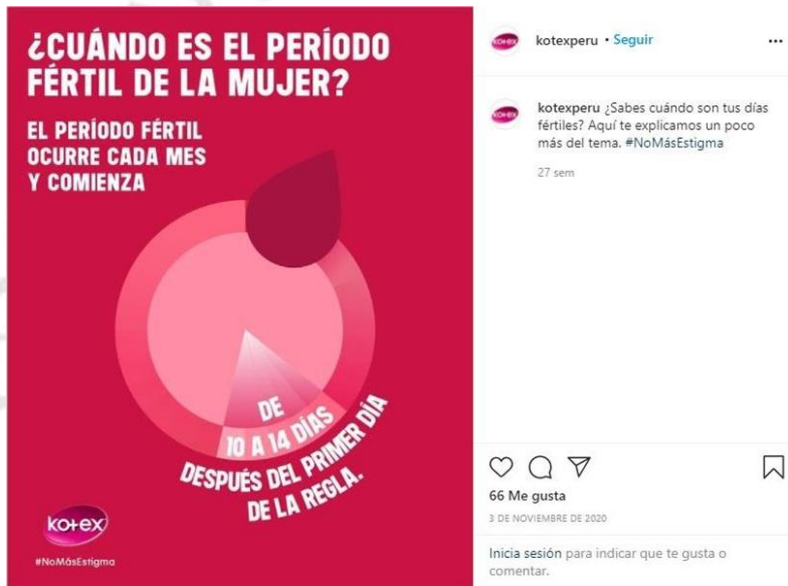 ¿CUÁNDO ES EL PERÍODO
FÉRTIL DE LA MUJER?
EL PERÍODO FÉRTIL
OCURRE CADA MES
Y COMIENZA
DE
10 A 14 DÍAS
DESPUÉS DEL PRIMER DÍA
DE LA REGLA.
kotex
#NoMásEstigma
kotexperu • Seguir
kotexperu ¿Sabes cuándo son tus días
fértiles? Aquí te explicamos un poco
más del tema. #NoMásEstigma
27 sem
66 Me gusta
3 DE NOVIEMBRE DE 2020
Inicia sesión para indicar que te gusta o
comentar.